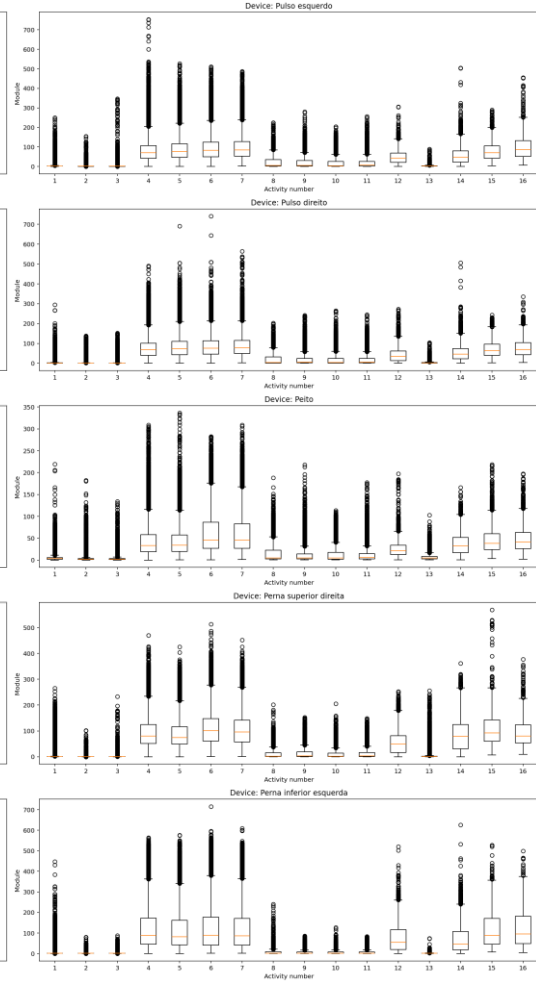 Device: Pulso esquerdo
700
600
500
400
300
200
100
0
Module
1 2 3 4 5 6 7 8 9 10 11 12 13 14 15 16
Activity number
Device: Pulso direito
700
600
500
400
300
200
100
0
Module
1 2 3 4 5 6 7 8 9 10 11 12 13 14 15 16
Activity number
Device: Peito
350
300
250
200
150
100
50
0
Module
1 2 3 4 5 6 7 8 9 10 11 12 13 14 15 16
Activity number
Device: Perna superior direita
500
400
300
200
100
0
Module
1 2 3 4 5 6 7 8 9 10 11 12 13 14 15 16
Activity number
Device: Perna inferior esquerda
700
600
500
400
300
200
100
0
Module
1 2 3 4 5 6 7 8 9 10 11 12 13 14 15 16
Activity number